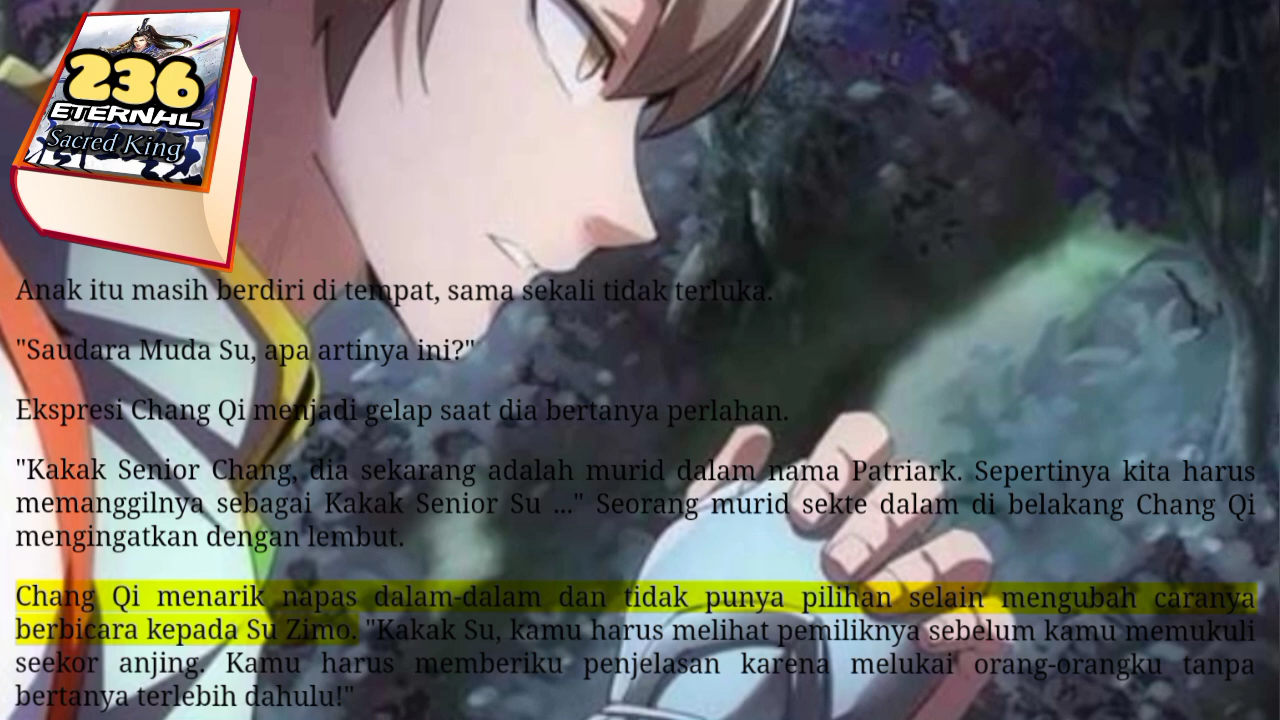 236
ETERNAL
Sacred King
Anak itu masih berdiri di tempat, sama sekali tidak terluka.
"Saudara Muda Su, apa artinya ini?"
Ekspresi Chang Qi menjadi gelap saat dia bertanya perlahan.
"Kakak Senior Chang, dia sekarang adalah murid dalam nama Patriark. Sepertinya kita harus
memanggilnya sebagai Kakak Senior Su ..." Seorang murid sekte dalam di belakang Chang Qi
mengingatkan dengan lembut.
Chang Qi menarik napas dalam-dalam dan tidak punya pilihan selain mengubah caranya
berbicara kepada Su Zimo. "Kakak Su, kamu harus melihat pemiliknya sebelum kamu memukuli
seekor anjing. Kamu harus memberiku penjelasan karena melukai orang-orangku tanpa
bertanya terlebih dahulu!"